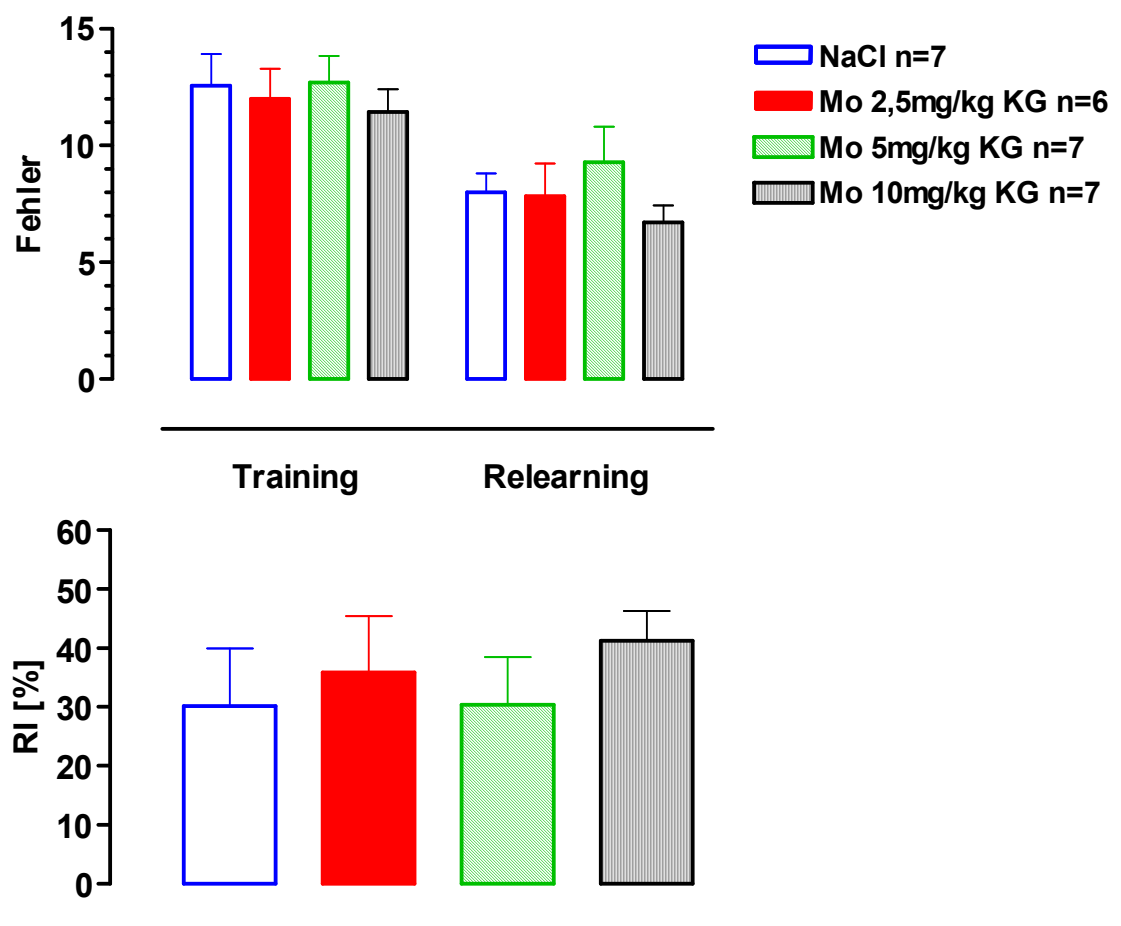 15
10
5
0
Fehler
NaCl n=7
Mo 2,5mg/kg KG n=6
Mo 5mg/kg KG n=7
Mo 10mg/kg KG n=7
Training Relearning
60
50
40
30
20
10
0
RI [%]